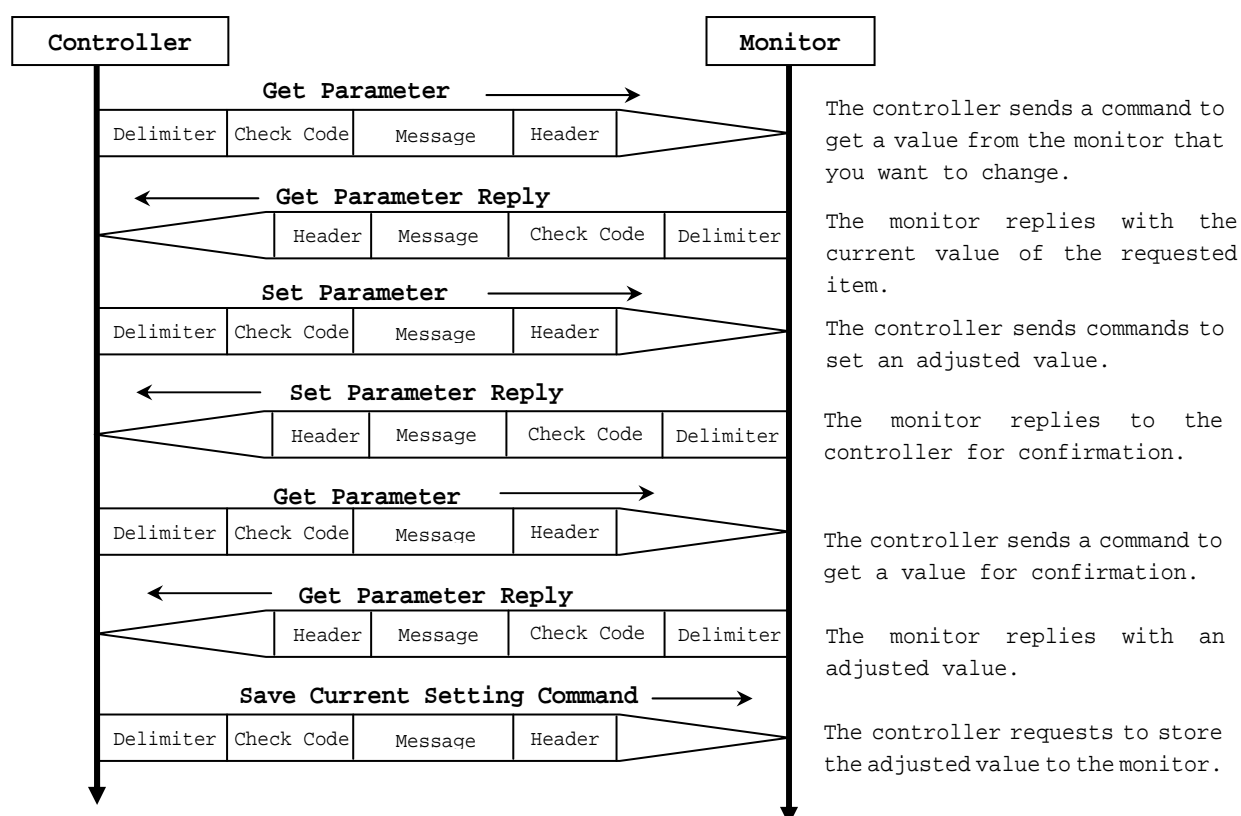 Controller
Monitor
Get Parameter
Delimiter Check Code Message Header
The controller sends a command to
get a value from the monitor that
you want to change.
Get Parameter Reply
Header Message Check Code Delimiter
The monitor replies with the
current value of the requested
item.
Set Parameter
Delimiter Check Code Message Header
The controller sends commands to
set an adjusted value.
Set Parameter Reply
Header Message Check Code Delimiter
The monitor replies to the
controller for confirmation.
Get Parameter
Delimiter Check Code Message Header
The controller sends a command to
get a value for confirmation.
Get Parameter Reply
Header Message Check Code Delimiter
The monitor replies with an
adjusted value.
Save Current Setting Command
Delimiter Check Code Message Header
The controller requests to store
the adjusted value to the monitor.